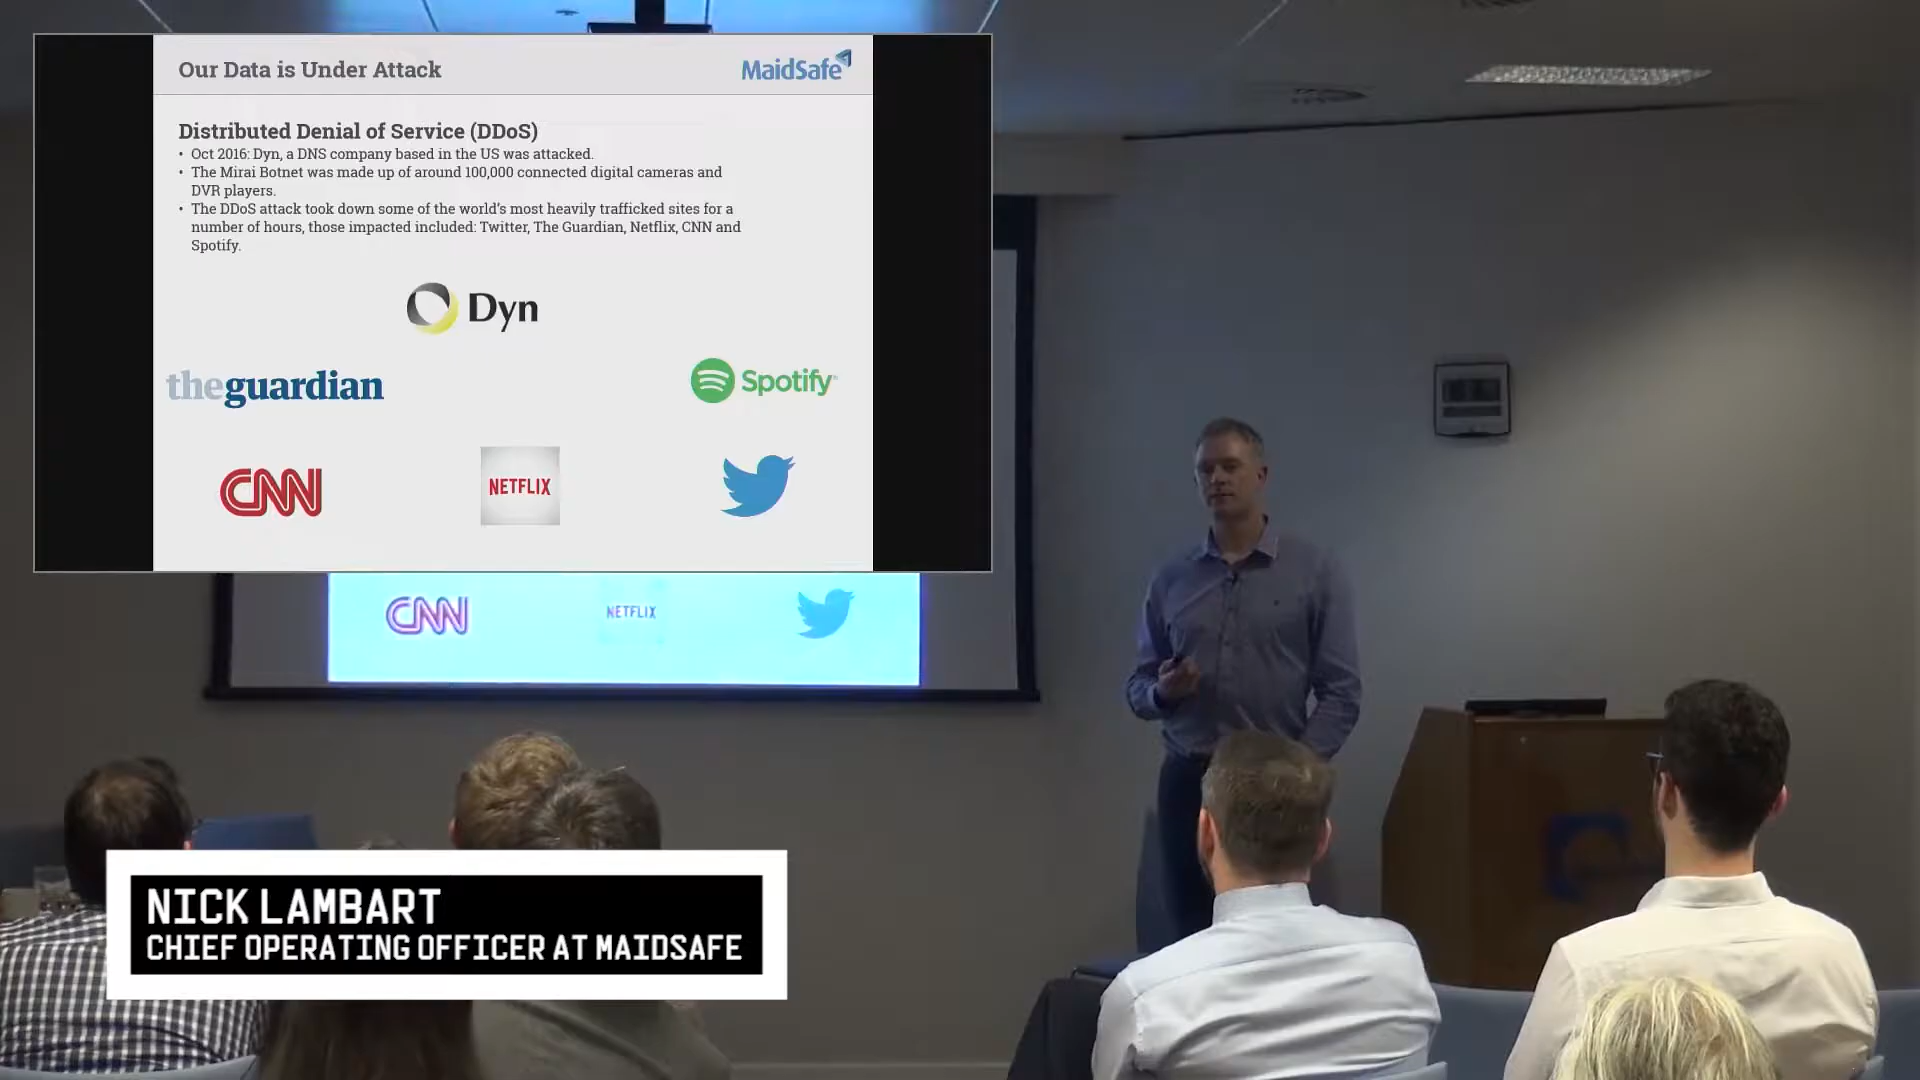 Our Data is Under Attack
MaidSafe
Distributed Denial of Service (DDoS)
• Oct 2016: Dyn, a DNS company based in the US was attacked.
• The Mirai Botnet was made up of around 100,000 connected digital cameras and
DVR players.
• The DDoS attack took down some of the world's most heavily trafficked sites for a
number of hours, those impacted included: Twitter, The Guardian, Netflix, CNN and
Spotify.
Dyn
theguardian
Spotify
CNN
NETFLIX
CNN
NETFLIX
NICK LAMBART
CHIEF OPERATING OFFICER AT MAIDSAFE